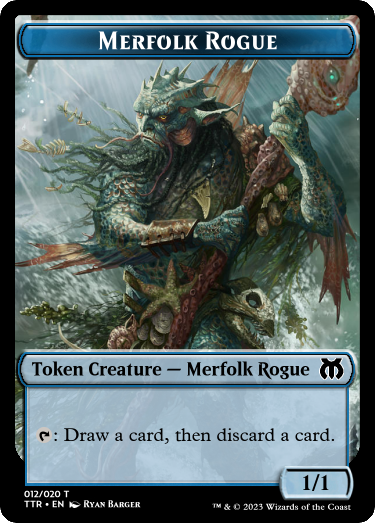 Merfolk Rogue
Token Creature — Merfolk Rogue
: Draw a card, then discard a card.
1/1
012/020 T
TTR • EN Ryan Barger
™ & © 2023 Wizards of the Coast